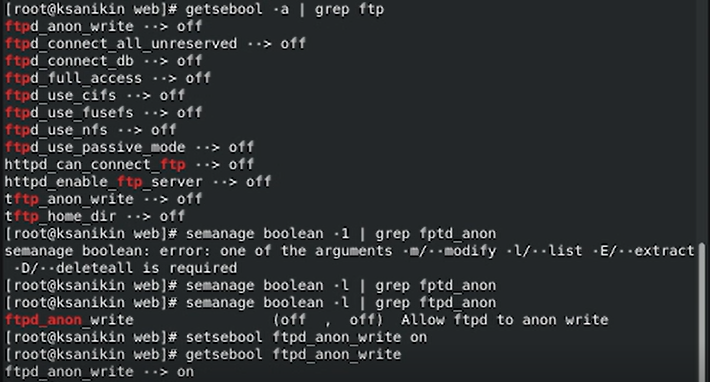 [root@ksanikin web]# getsebool -a | grep ftp
ftpd_anon_write --> off
ftpd_connect_all_unreserved --> off
ftpd_connect_db --> off
ftpd_full_access --> off
ftpd_use_cifs --> off
ftpd_use_fusefs --> off
ftpd_use_nfs --> off
ftpd_use_passive_mode --> off
httpd_can_connect_ftp --> off
httpd_enable_ftp_server --> off
tftp_anon_write --> off
tftp_home_dir --> off
[root@ksanikin web]# semanage boolean -1 | grep fptd_anon
semanage boolean: error: one of the arguments -m/--modify -l/--list -E/--extract
-D/--deleteall is required
[root@ksanikin web]# semanage boolean -l | grep fptd_anon
[root@ksanikin web]# semanage boolean -l | grep ftpd_anon
ftpd_anon_write (off , off) Allow ftpd to anon write
[root@ksanikin web]# setsebool ftpd_anon_write on
[root@ksanikin web]# getsebool ftpd_anon_write
ftpd_anon_write --> on